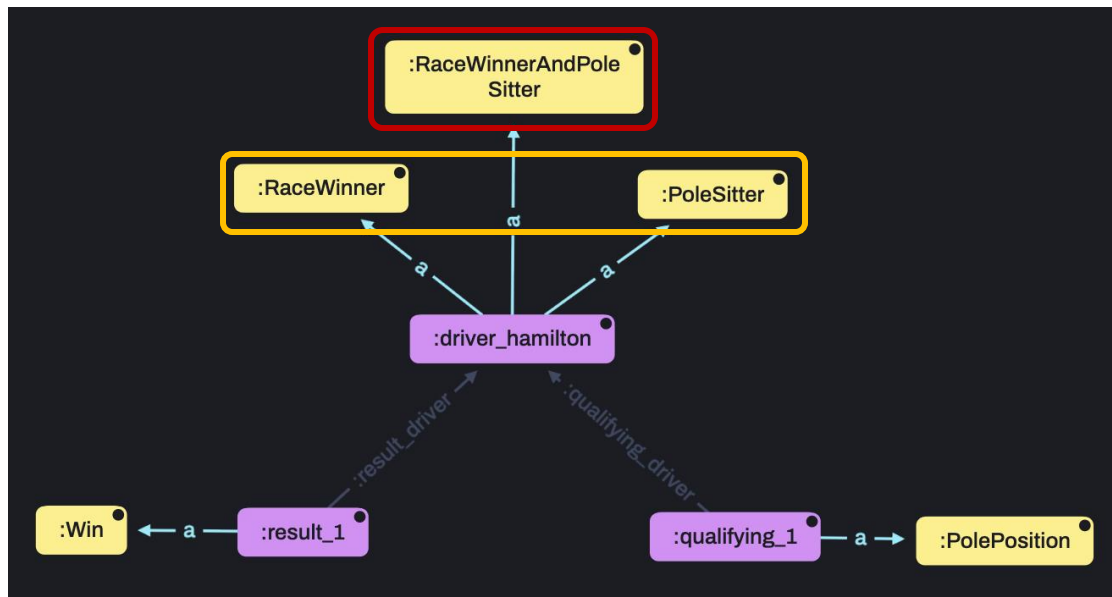 :RaceWinnerAndPole
Sitter
:RaceWinner
:PoleSitter
a
a
a
:driver_hamilton
:result_driver
:qualifying_driver
:Win
a
:result_1
:qualifying_1
a
:PolePosition